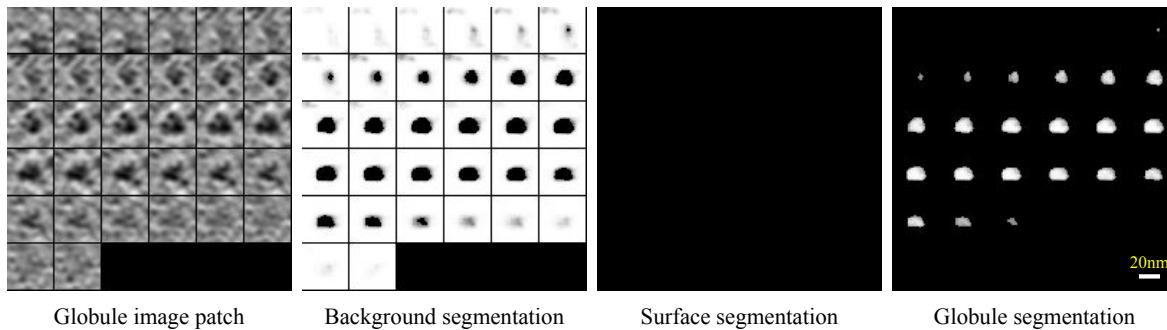 20nm
Globule image patch
Background segmentation
Surface segmentation
Globule segmentation